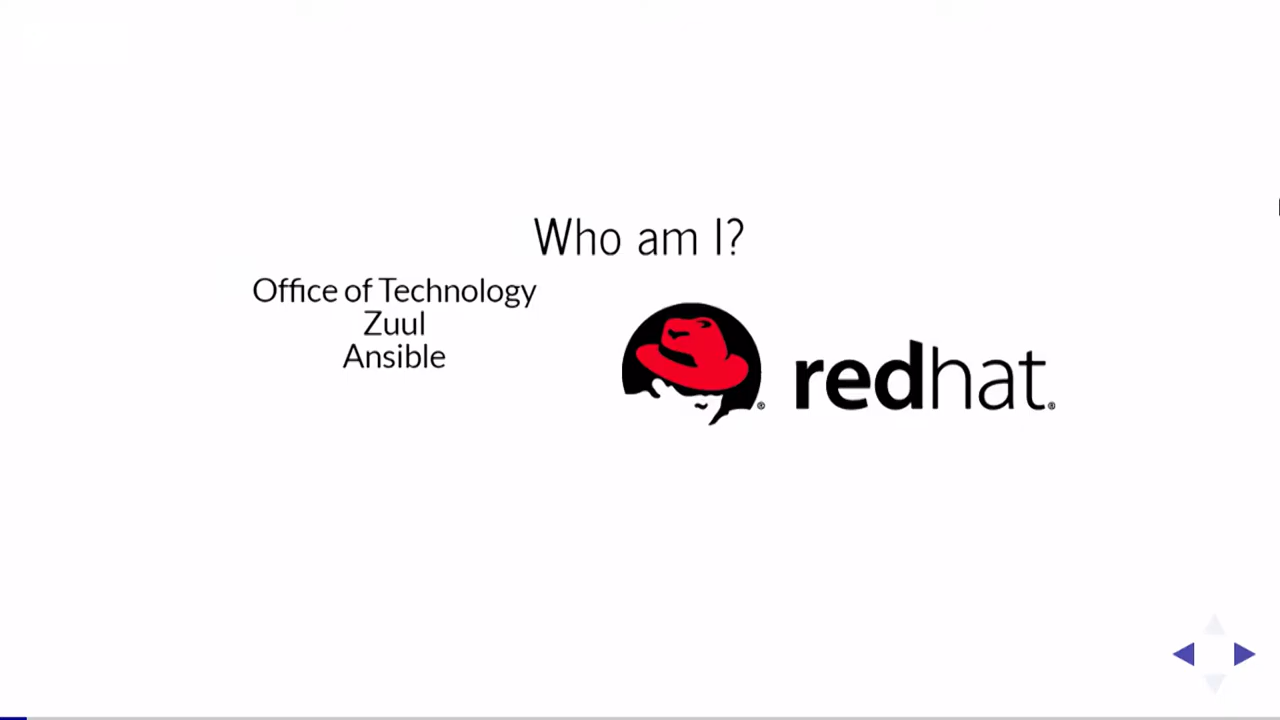 Who am I?
Office of Technology
Zuul
Ansible
redhat.